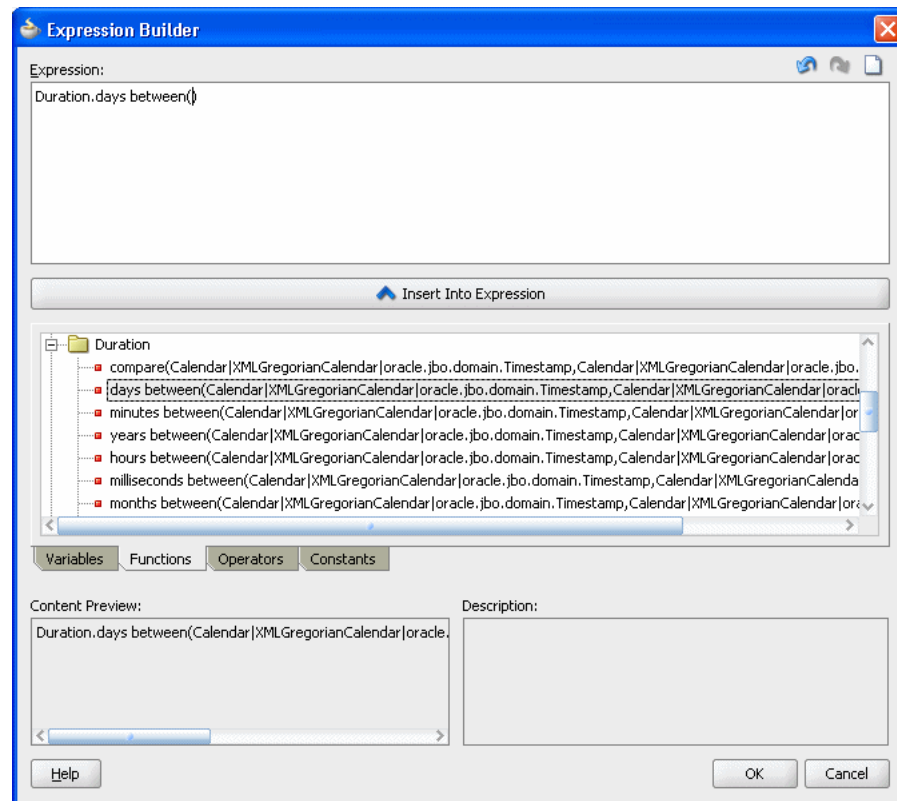 Expression Builder
Expression:
Duration.days between()
Insert Into Expression
Duration
compare(Calendar|XMLGregorianCalendar|oracle.jbo.domain.Timestamp,Calendar|XMLGregorianCalendar|oracle.jbo.
days between(Calendar|XMLGregorianCalendar|oracle.jbo.domain.Timestamp,Calendar|XMLGregorianCalendar|oracl
minutes between(Calendar|XMLGregorianCalendar|oracle.jbo.domain.Timestamp,Calendar|XMLGregorianCalendar|or
years between(Calendar|XMLGregorianCalendar|oracle.jbo.domain.Timestamp,Calendar|XMLGregorianCalendar|orac
hours between(Calendar|XMLGregorianCalendar|oracle.jbo.domain.Timestamp,Calendar|XMLGregorianCalendar|orac
milliseconds between(Calendar|XMLGregorianCalendar|oracle.jbo.domain.Timestamp,Calendar|XMLGregorianCalenda
months between(Calendar|XMLGregorianCalendar|oracle.jbo.domain.Timestamp,Calendar|XMLGregorianCalendar|ora
Variables Functions Operators Constants
Content Preview: Description:
Duration.days between(Calendar|XMLGregorianCalendar|oracle.
Help OK Cancel